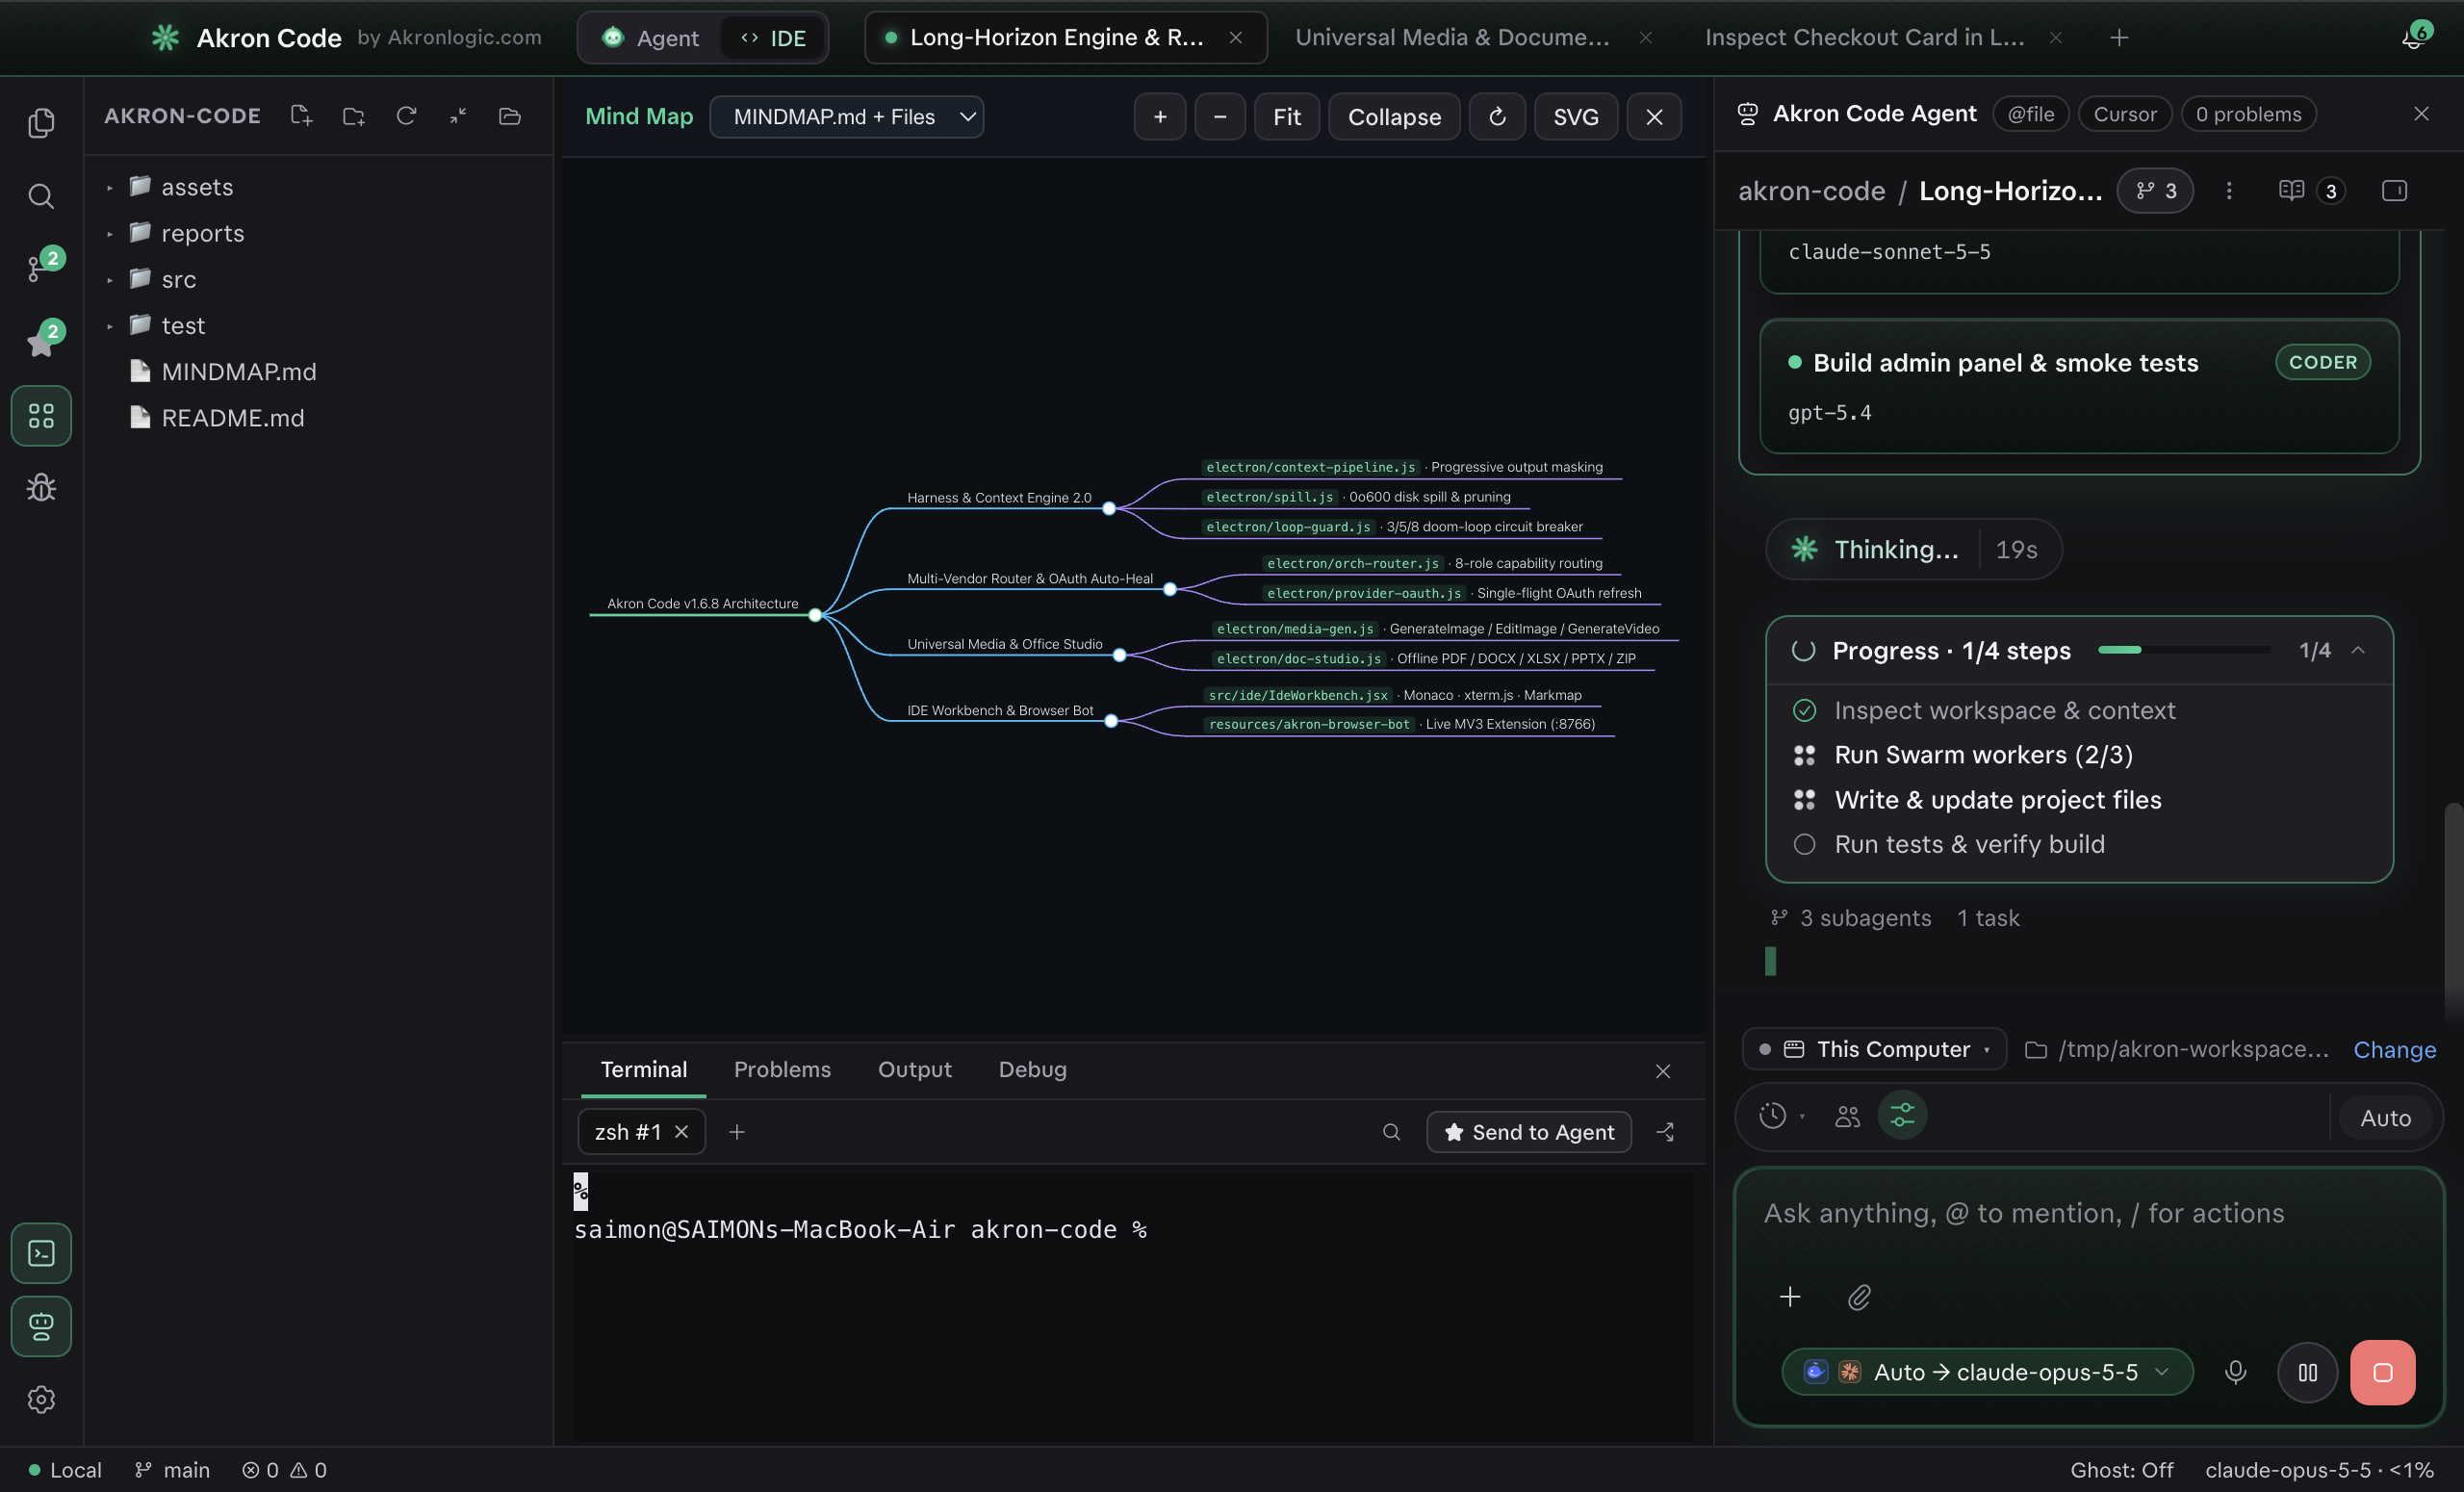 Akron Code by Akronlogic.com
Agent
IDE
Long-Horizon Engine & R...
Universal Media & Docume...
Inspect Checkout Card in L...
6
AKRON-CODE
assets
reports
src
test
MINDMAP.md
README.md
2
2
Mind Map
MINDMAP.md + Files
+
−
Fit
Collapse
SVG
Akron Code v1.6.8 Architecture
Harness & Context Engine 2.0
electron/context-pipeline.js · Progressive output masking
electron/spill.js · 0o600 disk spill & pruning
electron/loop-guard.js · 3/5/8 doom-loop circuit breaker
Multi-Vendor Router & OAuth Auto-Heal
electron/orch-router.js · 8-role capability routing
electron/provider-oauth.js · Single-flight OAuth refresh
Universal Media & Office Studio
electron/media-gen.js · GenerateImage / EditImage / GenerateVideo
electron/doc-studio.js · Offline PDF / DOCX / XLSX / PPTX / ZIP
IDE Workbench & Browser Bot
src/ide/IdeWorkbench.jsx · Monaco · xterm.js · Markmap
resources/akron-browser-bot · Live MV3 Extension (:8766)
Terminal
Problems
Output
Debug
zsh #1
Send to Agent
%
saimon@SAIMONs-MacBook-Air akron-code %
Akron Code Agent
@file
Cursor
0 problems
akron-code / Long-Horizo...
3
3
claude-sonnet-5-5
Build admin panel & smoke tests
CODER
gpt-5.4
Thinking... 19s
Progress · 1/4 steps
1/4
Inspect workspace & context
Run Swarm workers (2/3)
Write & update project files
Run tests & verify build
3 subagents 1 task
This Computer
/tmp/akron-workspace...
Change
Auto
Ask anything, @ to mention, / for actions
Auto → claude-opus-5-5
Local
main
0
0
Ghost: Off
claude-opus-5-5 · <1%